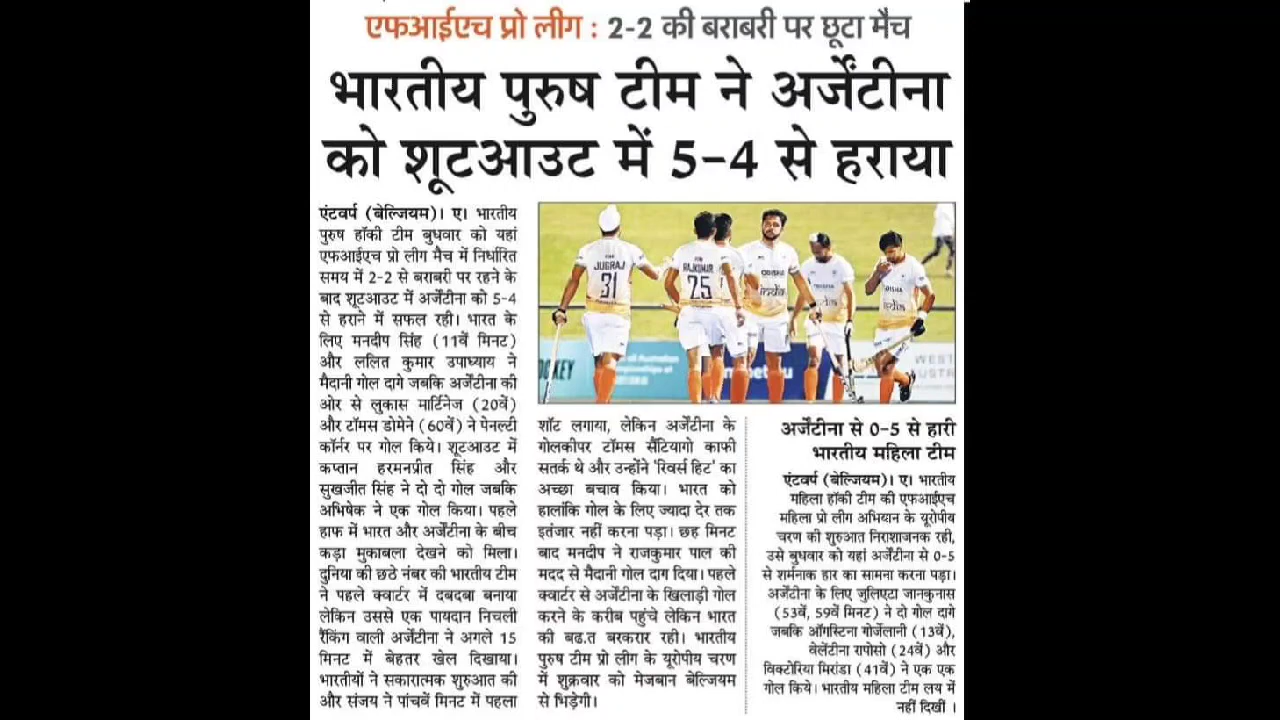 एफआईएच प्रो लीग : 2-2 की बराबरी पर छूटा मैच
भारतीय पुरुष टीम ने अर्जेंटीना
को शूटआउट में 5-4 से हराया
एंटवर्प (बेल्जियम)। ए। भारतीय
पुरुष हॉकी टीम बुधवार को यहां
एफआईएच प्रो लीग मैच में निर्धारित
समय में 2-2 से बराबरी पर रहने के
बाद शूटआउट में अर्जेंटीना को 5-4
से हराने में सफल रही। भारत के
लिए मनदीप सिंह (11वें मिनट)
और ललित कुमार उपाध्याय ने
मैदानी गोल दागे जबकि अर्जेंटीना की
ओर से लुकास मार्टिनेज (20वें)
और टॉमस डोमेने (60वें) ने पेनल्टी
कॉर्नर पर गोल किये। शूटआउट में
कप्तान हरमनप्रीत सिंह और
सुखजीत सिंह ने दो दो गोल जबकि
अभिषेक ने एक गोल किया। पहले
हाफ में भारत और अर्जेंटीना के बीच
कड़ा मुकाबला देखने को मिला।
दुनिया की छठे नंबर की भारतीय टीम
ने पहले क्वार्टर में दबदबा बनाया
लेकिन उससे एक पायदान निचली
रैंकिंग वाली अर्जेंटीना ने अगले 15
मिनट में बेहतर खेल दिखाया।
भारतीयों ने सकारात्मक शुरुआत की
और संजय ने पांचवें मिनट में पहला
JUGRAJ
31
RAJKUMAR
25
ODISHA
india
ODISHA
india
HOCKEY
WEST
शॉट लगाया, लेकिन अर्जेंटीना के
गोलकीपर टॉमस सैंटियागो काफी
सतर्क थे और उन्होंने 'रिवर्स हिट' का
अच्छा बचाव किया। भारत को
हालांकि गोल के लिए ज्यादा देर तक
इंतजार नहीं करना पड़ा। छह मिनट
बाद मनदीप ने राजकुमार पाल की
मदद से मैदानी गोल दाग दिया। पहले
क्वार्टर से अर्जेंटीना के खिलाड़ी गोल
करने के करीब पहुंचे लेकिन भारत
की बढ.त बरकरार रही। भारतीय
पुरुष टीम प्रो लीग के यूरोपीय चरण
में शुक्रवार को मेजबान बेल्जियम
से भिड़ेगी।
अर्जेंटीना से 0-5 से हारी
भारतीय महिला टीम
एंटवर्प (बेल्जियम)। ए। भारतीय
महिला हॉकी टीम की एफआईएच
महिला प्रो लीग अभियान के यूरोपीय
चरण की शुरुआत निराशाजनक रही,
उसे बुधवार को यहां अर्जेंटीना से 0-5
से शर्मनाक हार का सामना करना पड़ा।
अर्जेंटीना के लिए जुलिएटा जानकुनास
(53वें, 59वें मिनट) ने दो गोल दागे
जबकि ऑगस्टिना गोर्जेलानी (13वें),
वेलेंटीना रापोसो (24वें) और
विक्टोरिया मिरांडा (41वें) ने एक एक
गोल किये। भारतीय महिला टीम लय में
नहीं दिखीं ।